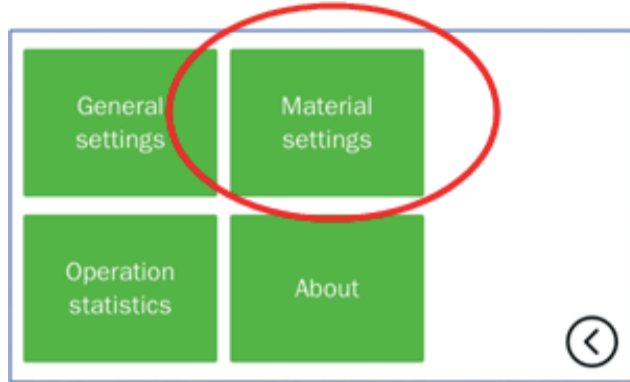 General
settings
Material
settings
Operation
statistics
About